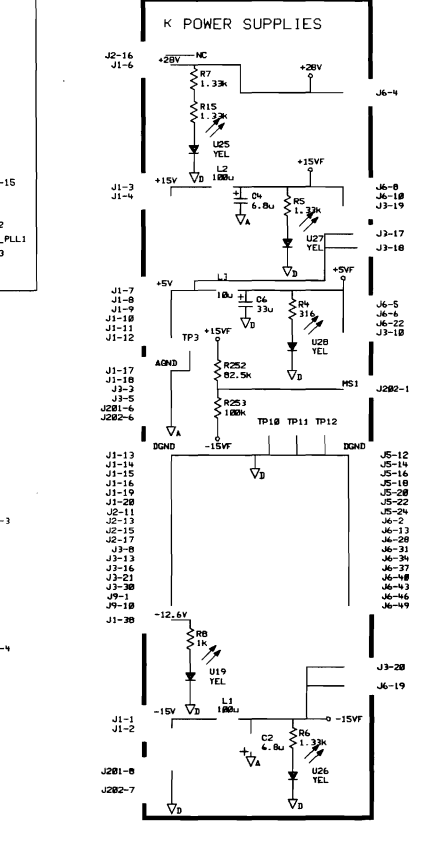 K POWER SUPPLIES
J2-16
NC
J1-6
+28V
+28V
R7
1.33k
J6-4
R15
1.33k
U25
YEL
D
-15
L2
100u
+15VF
J1-3
+15V
J1-4
C4
6.8u
A
R5
1.33k
J6-8
J6-10
J3-19
U27
YEL
D
J3-17
J3-18
2
_PLL1
3
+5V
+5VF
J1-7
J1-8
J1-9
J1-10
J1-11
J1-12
10u
C6
33u
D
R4
316
U28
YEL
D
J6-5
J6-6
J6-22
J3-10
TP3
+15VF
R252
82.5k
AGND
J1-17
J1-18
J3-3
J3-5
J201-6
J202-6
MS1
J202-1
R253
100k
TP10 TP11 TP12
A
-15VF
DGND
DGND
D
J1-13
J1-14
J1-15
J1-16
J1-19
J1-20
J2-11
J2-13
J2-15
J2-17
J3-8
J3-13
J3-16
J3-21
J3-30
J9-1
J9-10
J5-12
J5-14
J5-16
J5-18
J5-20
J5-22
J5-24
J6-2
J6-13
J6-28
J6-31
J6-34
J6-37
J6-40
J6-43
J6-46
J6-49
-3
-12.6V
J1-38
R8
1k
U19
YEL
D
-4
J3-20
J6-19
-15V
L1
100u
-15VF
J1-1
J1-2
C2
6.8u
A
R6
1.33k
U26
YEL
D
J201-8
J202-7
D